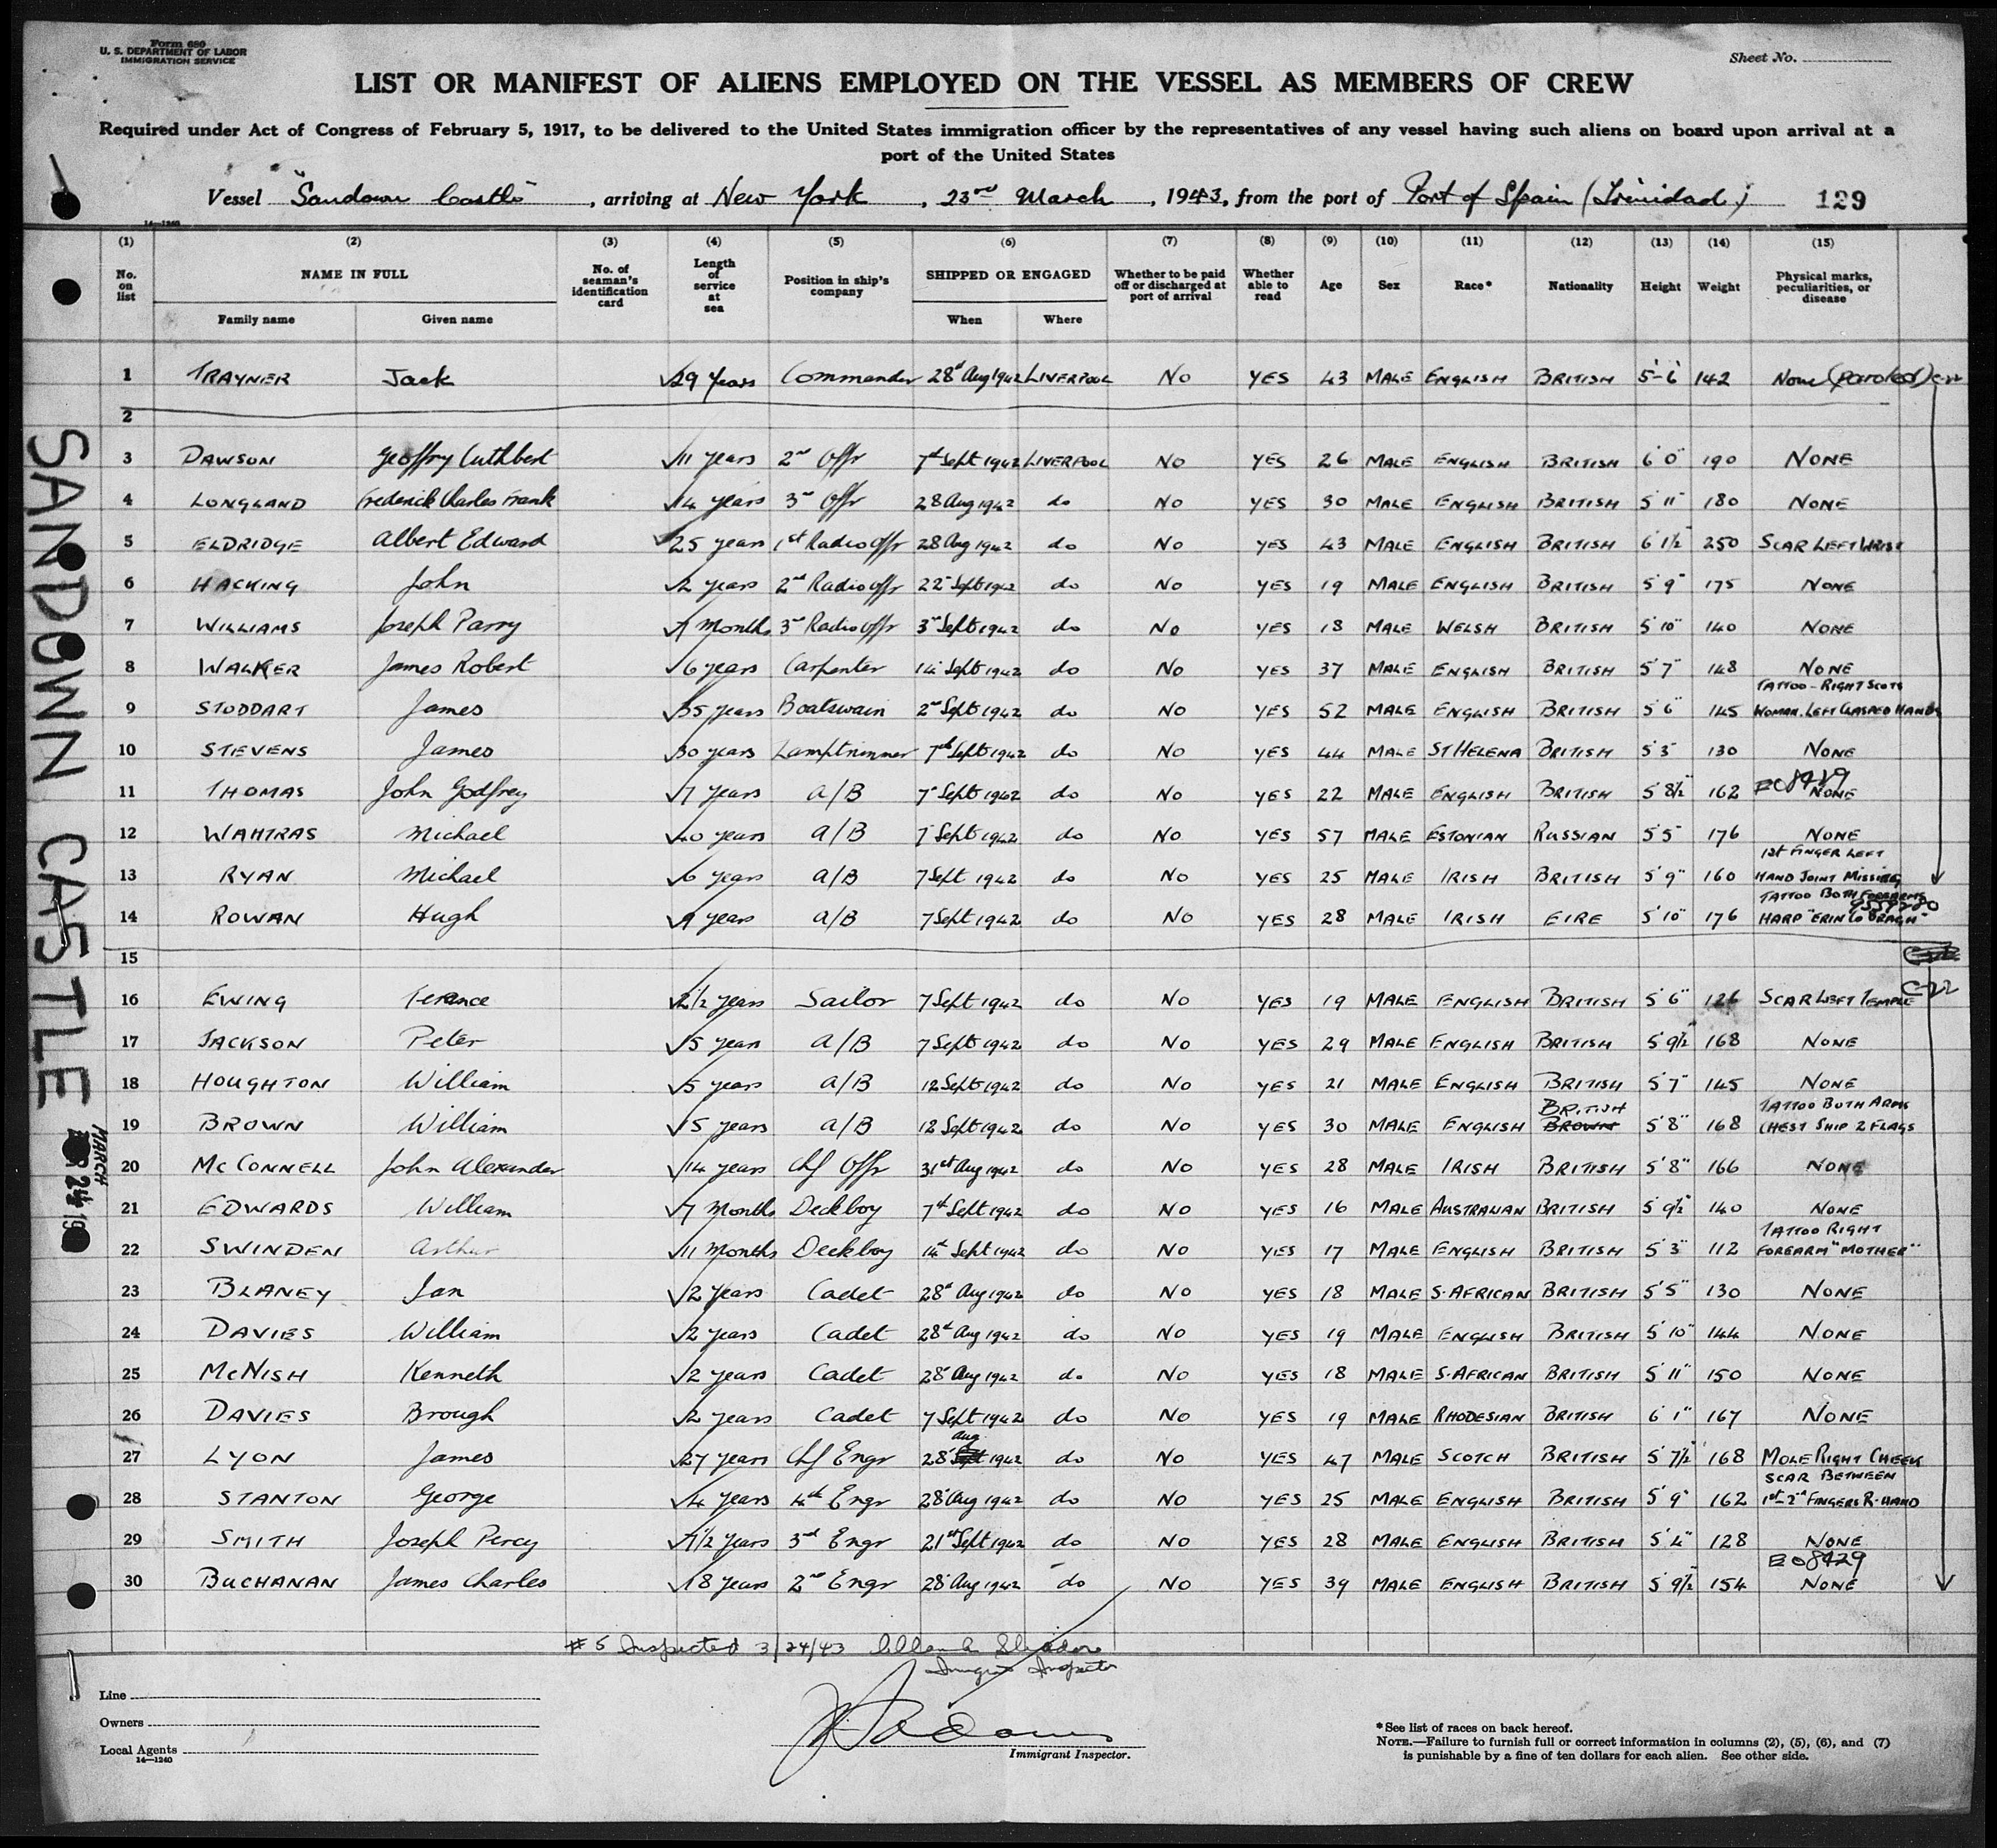 Form 680
U. S. DEPARTMENT OF LABOR
IMMIGRATION SERVICE
Sheet No.
LIST OR MANIFEST OF ALIENS EMPLOYED ON THE VESSEL AS MEMBERS OF CREW
Required under Act of Congress of February 5, 1917, to be delivered to the United States immigration officer by the representatives of any vessel having such aliens on board upon arrival at a
port of the United States
Vessel "Sandown Castle" , arriving at New York , 23rd March , 1943, from the port of Port of Spain (Trinidad) 129
14—1240
(1) (2) (3) (4) (5) (6) (7) (8) (9) (10) (11) (12) (13) (14) (15)
No. on list NAME IN FULL No. of seaman's identification card Length of service at sea Position in ship's company SHIPPED OR ENGAGED Whether to be paid off or discharged at port of arrival Whether able to read Age Sex Race* Nationality Height Weight Physical marks, peculiarities, or disease
Family name Given name When Where
1 TRAYNER Jack 29 Years Commander 28th Aug 1942 LIVERPOOL No YES 43 MALE ENGLISH BRITISH 5-6 142 None (paroled)
2
3 DAWSON Geoffry Cuthbert 11 years 2nd Offr 7th Sept 1942 LIVERPOOL No YES 26 MALE ENGLISH BRITISH 6'0" 190 NONE
4 LONGLAND Frederick Charles Frank 14 years 3rd Offr 28 Aug 1942 do No YES 30 MALE ENGLISH BRITISH 5'11" 180 NONE
5 ELDRIDGE Albert Edward 25 years 1st Radio Offr 28 Aug 1942 do No YES 43 MALE ENGLISH BRITISH 6'1½ 250 SCAR LEFT WRIST
6 HACKING John 2 years 2nd Radio Offr 22nd Sept 1942 do No YES 19 MALE ENGLISH BRITISH 5'9" 175 NONE
7 WILLIAMS Joseph Parry 7 Months 3rd Radio Offr 3rd Sept 1942 do No YES 18 MALE WELSH BRITISH 5'10" 140 NONE
8 WALKER James Robert 6 years Carpenter 14 Sept 1942 do No YES 37 MALE ENGLISH BRITISH 5'7" 148 NONE
TATTOO - RIGHT SCOTS
9 STODDART James 35 years Boatswain 2nd Sept 1942 do No YES 52 MALE ENGLISH BRITISH 5'6" 145 WOMAN. LEFT CLASPED HANDS
10 STEVENS James 30 years Lamptrimmer 7th Sept 1942 do No YES 44 MALE ST HELENA BRITISH 5'3" 130 NONE
11 THOMAS John Godfrey 7 years A/B 7th Sept 1942 do No YES 22 MALE ENGLISH BRITISH 5'8½" 162 EO 8429 NONE
12 WAHTRAS Michael 40 years A/B 7 Sept 1942 do No YES 57 MALE ESTONIAN RUSSIAN 5'5" 176 NONE
1st FINGER LEFT
13 RYAN Michael 6 years A/B 7 Sept 1942 do No YES 25 MALE IRISH BRITISH 5'9" 160 HAND JOINT MISSING
TATTOO BOTH FOREARMS
14 ROWAN Hugh 9 years A/B 7 Sept 1942 do No YES 28 MALE IRISH EIRE 5'10" 176 HARP "ERIN GO BRAGH"
15
16 EWING Terence 2½ years Sailor 7 Sept 1942 do No YES 19 MALE ENGLISH BRITISH 5'6" 126 SCAR LEFT TEMPLE C-22
17 JACKSON Peter 5 years A/B 7 Sept 1942 do No YES 29 MALE ENGLISH BRITISH 5'9½" 168 NONE
18 HOUGHTON William 5 years A/B 12 Sept 1942 do No YES 21 MALE ENGLISH BRITISH 5'7" 145 NONE
BRITISH TATTOO BOTH ARMS
19 BROWN William 5 years A/B 12 Sept 1942 do No YES 30 MALE ENGLISH BROWN 5'8" 168 CHEST SHIP 2 FLAGS
20 McCONNELL John Alexander 14 years Chf Offr 31st Aug 1942 do No YES 28 MALE IRISH BRITISH 5'8" 166 NONE
21 EDWARDS William 7 Months Deckboy 7th Sept 1942 do No YES 16 MALE AUSTRALIAN BRITISH 5'9½" 140 NONE
TATTOO RIGHT
22 SWINDEN Arthur 11 Months Deckboy 14th Sept 1942 do No YES 17 MALE ENGLISH BRITISH 5'3" 112 FOREARM "MOTHER"
23 BLANEY Ian 2 years Cadet 28th Aug 1942 do No YES 18 MALE S. AFRICAN BRITISH 5'5" 130 NONE
24 DAVIES William 2 years Cadet 28th Aug 1942 do No YES 19 MALE ENGLISH BRITISH 5'10" 144 NONE
25 McNISH Kenneth 2 years Cadet 28 Aug 1942 do No YES 18 MALE S. AFRICAN BRITISH 5'11" 150 NONE
26 DAVIES Brough 2 years Cadet 7 Sept 1942 do No YES 19 MALE RHODESIAN BRITISH 6'1" 167 NONE
Aug
27 LYON James 27 years Chf Engr 28 Sept 1942 do No YES 47 MALE SCOTCH BRITISH 5'7½" 168 MOLE RIGHT CHEEK
SCAR BETWEEN
28 STANTON George 4 years 4th Engr 28 Aug 1942 do No YES 25 MALE ENGLISH BRITISH 5'9" 162 1st-2nd FINGERS R. HAND
29 SMITH Joseph Percy 7½ years 3rd Engr 21st Sept 1942 do No YES 28 MALE ENGLISH BRITISH 5'4" 128 NONE
EO 8429
30 BUCHANAN James Charles 18 years 2nd Engr 28 Aug 1942 do No YES 39 MALE ENGLISH BRITISH 5'9½" 154 NONE
SANDOWN CASTLE
MARCH
24
#5 Inspected 3/24/43
Immigrant Inspector
Line
Owners
Local Agents
14—1240
Immigrant Inspector.
*See list of races on back hereof.
NOTE.—Failure to furnish full or correct information in columns (2), (5), (6), and (7)
is punishable by a fine of ten dollars for each alien. See other side.